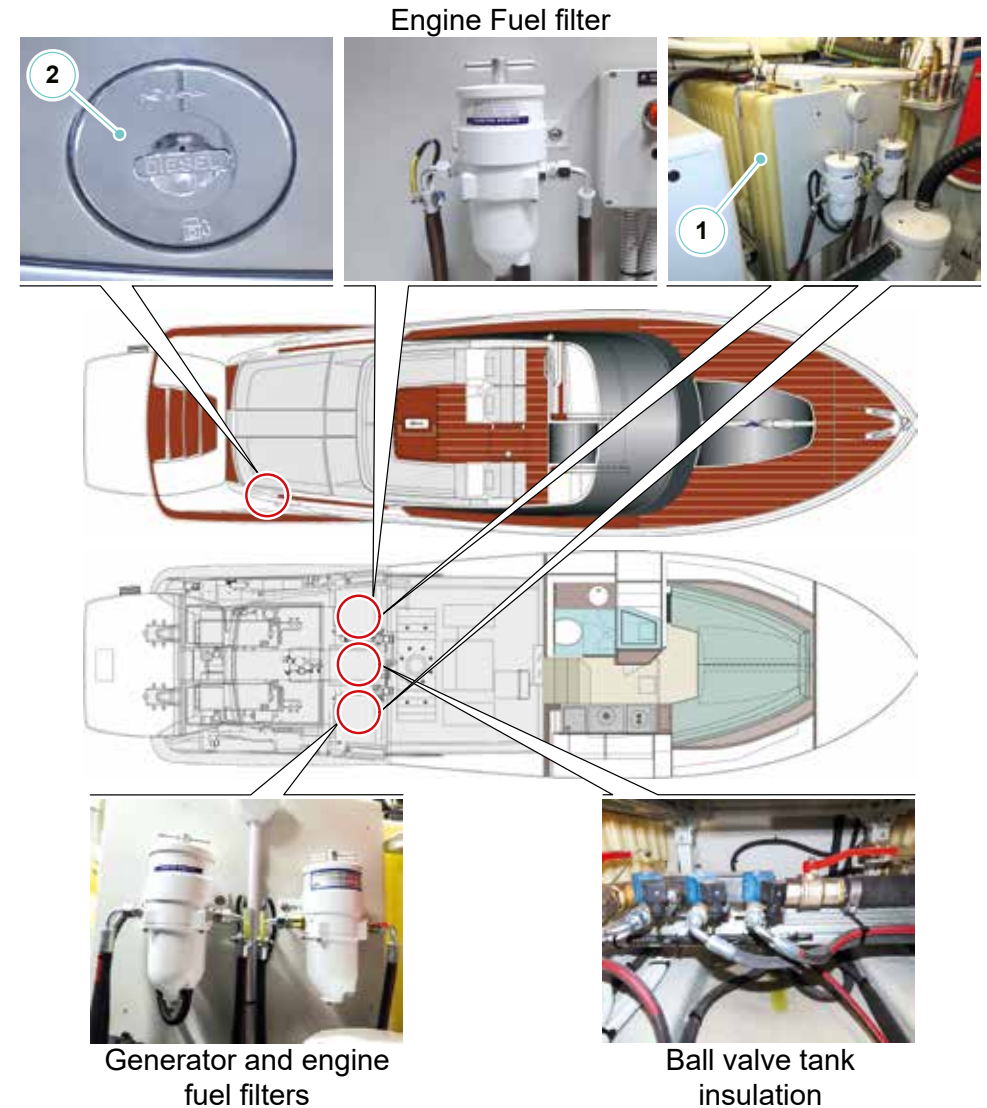 Engine Fuel filter
2
DIESEL
1
Generator and engine
fuel filters
Ball valve tank
insulation